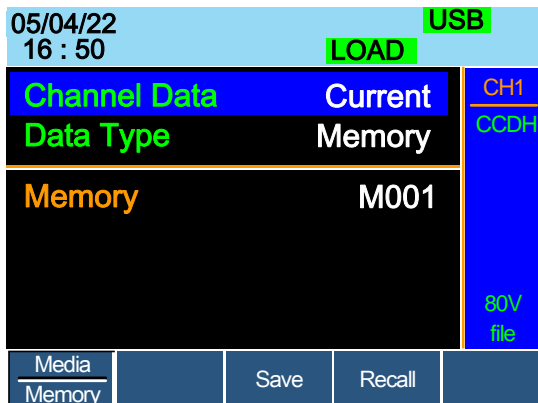 05/04/22 USB
16 : 50 LOAD
Channel Data Current
Data Type Memory
Memory M001
CH1
CCDH
80V
file
Media
Memory
Save
Recall